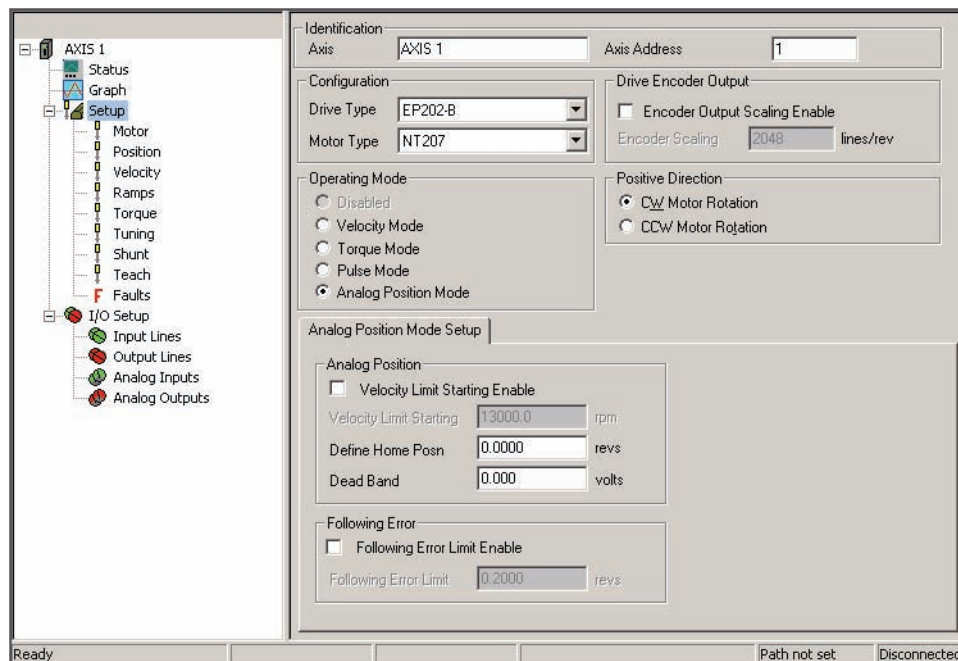 AXIS 1
Status
Graph
Setup
Motor
Position
Velocity
Ramps
Torque
Tuning
Shunt
Teach
F Faults
I/O Setup
Input Lines
Output Lines
Analog Inputs
Analog Outputs
Identification
Axis AXIS 1 Axis Address 1
Configuration
Drive Type EP202-B
Motor Type NT207
Drive Encoder Output
Encoder Output Scaling Enable
Encoder Scaling 2048 lines/rev
Operating Mode
Disabled
Velocity Mode
Torque Mode
Pulse Mode
Analog Position Mode
Positive Direction
CW Motor Rotation
CCW Motor Rotation
Analog Position Mode Setup
Analog Position
Velocity Limit Starting Enable
Velocity Limit Starting 13000.0 rpm
Define Home Posn 0.0000 revs
Dead Band 0.000 volts
Following Error
Following Error Limit Enable
Following Error Limit 0.2000 revs
Ready Path not set Disconnected